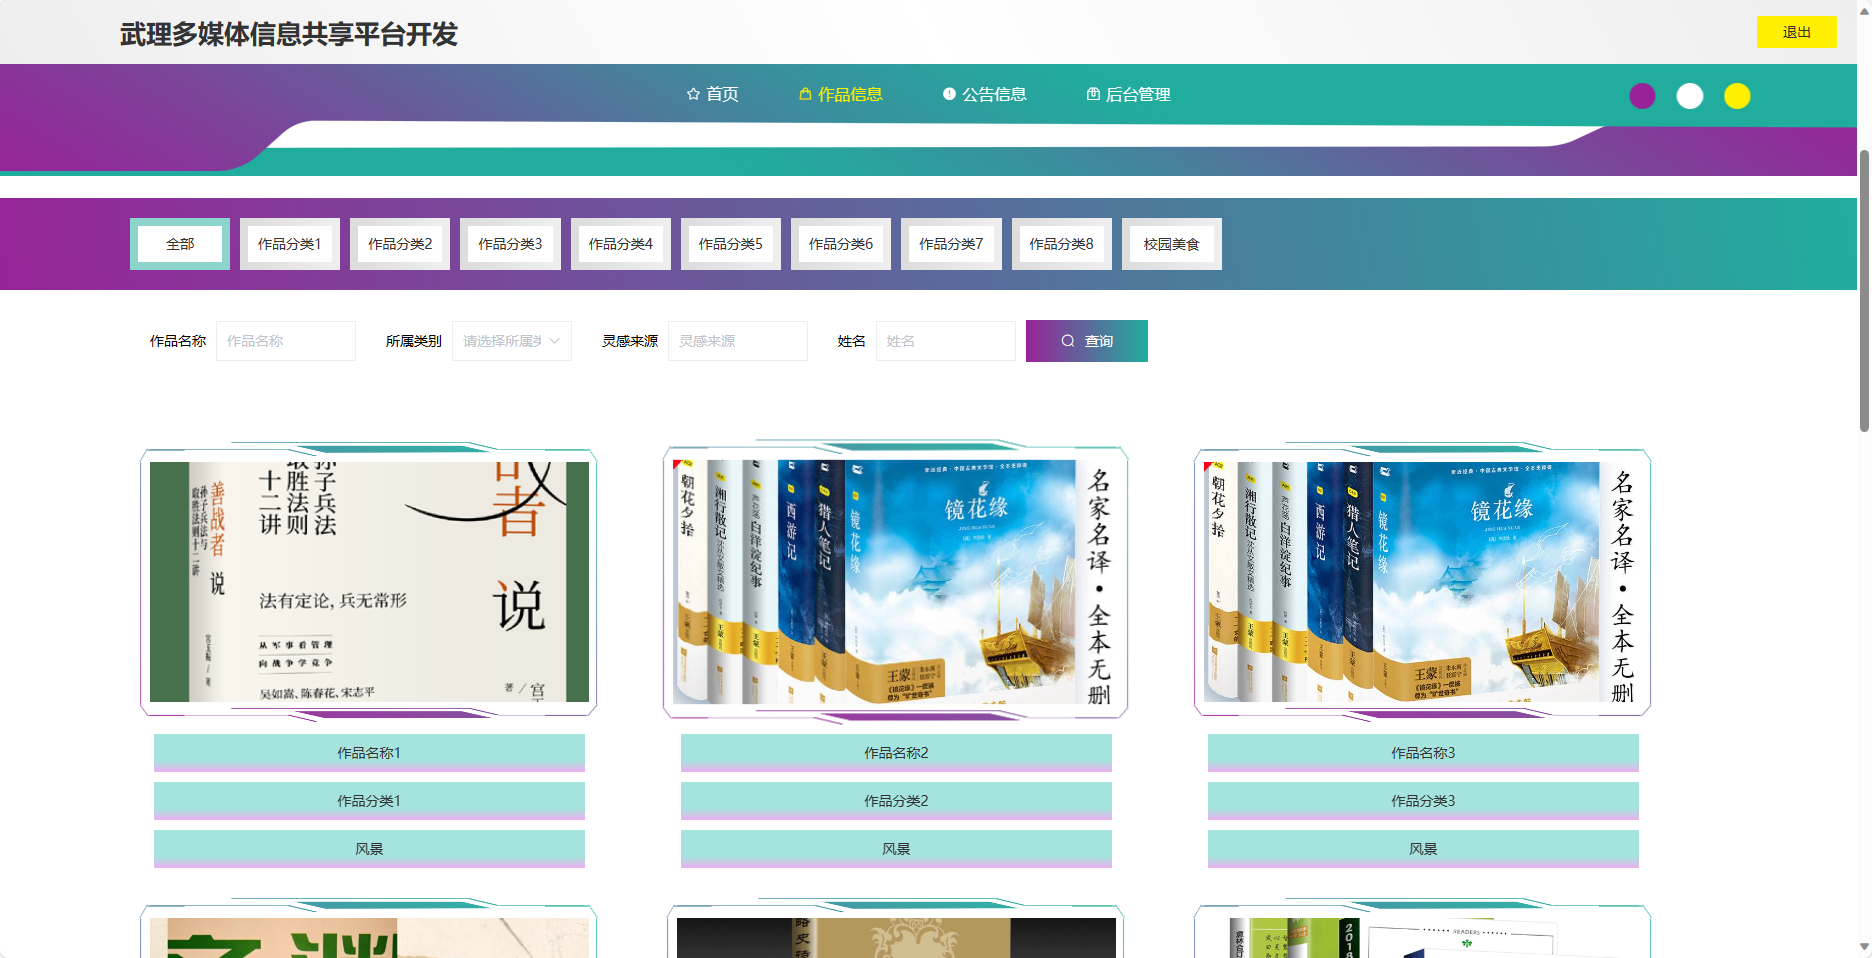 武理多媒体信息共享平台开发
退出
首页
作品信息
公告信息
后台管理
全部
作品分类1
作品分类2
作品分类3
作品分类4
作品分类5
作品分类6
作品分类7
作品分类8
校园美食
作品名称
作品名称
所属类别
请选择所属类
灵感来源
灵感来源
姓名
姓名
查询
善战者
说
孙子兵法与
取胜法则十二讲
孙子兵法
取胜法则
十二讲
者
说
法有定论,兵无常形
从军事看管理
向战争学竞争
吴如嵩、陈春花、宋志平
著/宫
朝花夕拾
湘行散记
白洋淀纪事
西游记
猎人笔记
镜花缘
镜花缘
王蒙
名家名译·全本无删
朝花夕拾
湘行散记
白洋淀纪事
西游记
猎人笔记
镜花缘
镜花缘
王蒙
名家名译·全本无删
作品名称1
作品名称2
作品名称3
作品分类1
作品分类2
作品分类3
风景
风景
风景
READERS
2018